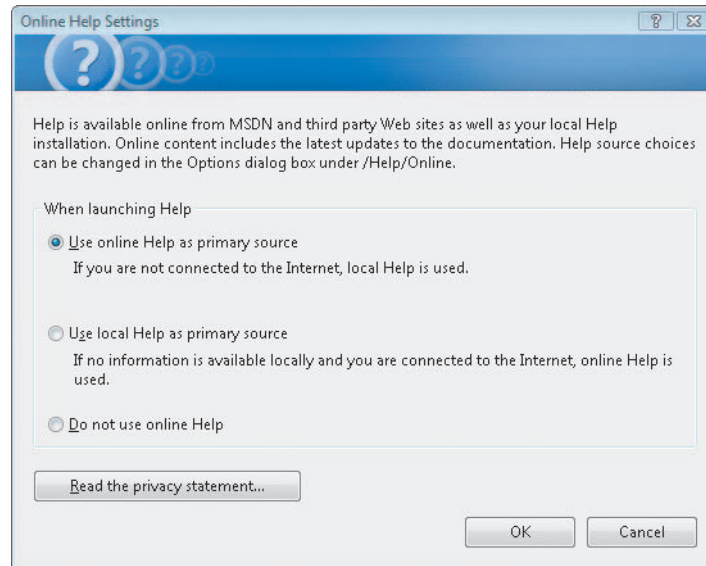 Online Help Settings
Help is available online from MSDN and third party Web sites as well as your local Help
installation. Online content includes the latest updates to the documentation. Help source choices
can be changed in the Options dialog box under /Help/Online.
When launching Help
Use online Help as primary source
If you are not connected to the Internet, local Help is used.
Use local Help as primary source
If no information is available locally and you are connected to the Internet, online Help is
used.
Do not use online Help
Read the privacy statement...
OK Cancel